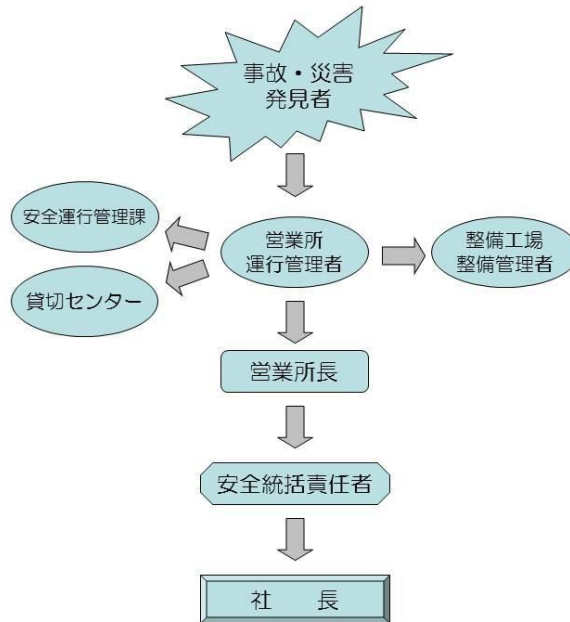 事故・災害
発見者
安全運行管理課
営業所
運行管理者
整備工場
整備管理者
貸切センター
営業所長
安全統括責任者
社　　長